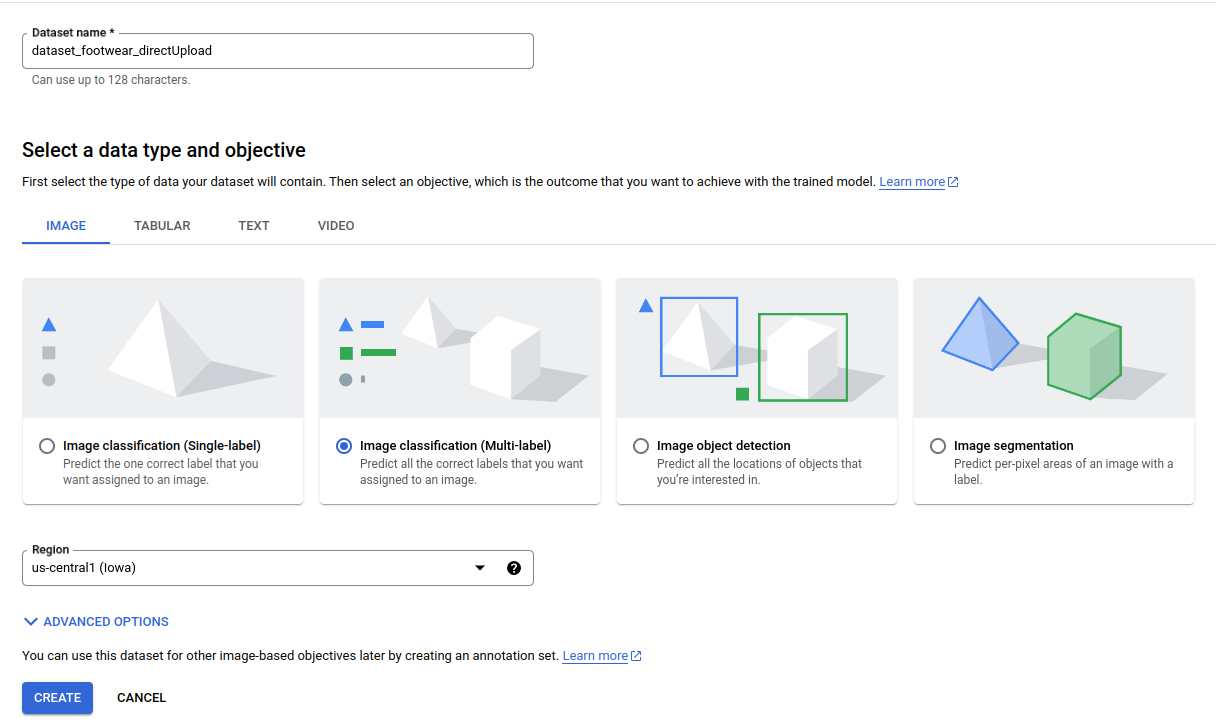 Dataset name *
dataset_footwear_directUpload
Can use up to 128 characters.
Select a data type and objective
First select the type of data your dataset will contain. Then select an objective, which is the outcome that you want to achieve with the trained model. Learn more
IMAGE TABULAR TEXT VIDEO
Image classification (Single-label)
Predict the one correct label that you
want assigned to an image.
Image classification (Multi-label)
Predict all the correct labels that you want
assigned to an image.
Image object detection
Predict all the locations of objects that
you're interested in.
Image segmentation
Predict per-pixel areas of an image with a
label.
Region
us-central1 (Iowa)
ADVANCED OPTIONS
You can use this dataset for other image-based objectives later by creating an annotation set. Learn more
CREATE CANCEL